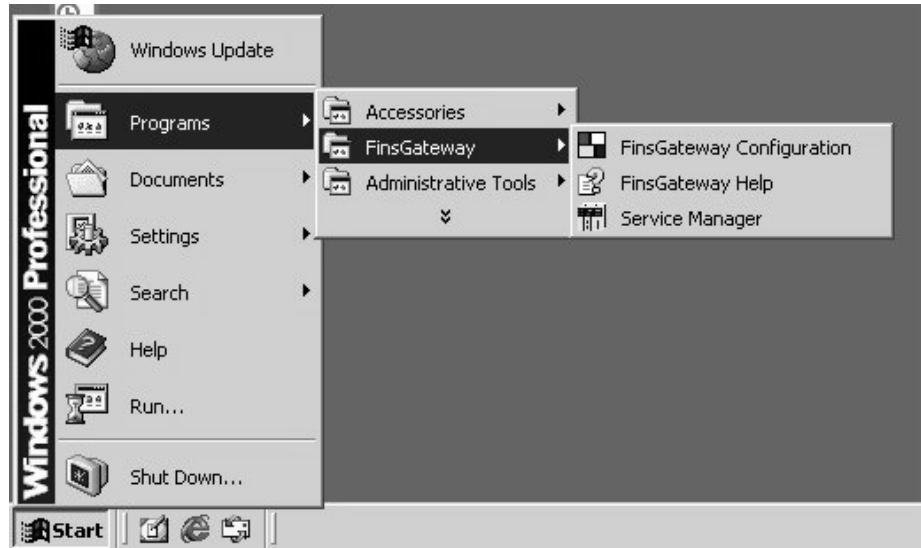 Windows Update
Programs
Documents
Settings
Search
Help
Run...
Shut Down...
Accessories
FinsGateway
Administrative Tools
FinsGateway Configuration
FinsGateway Help
Service Manager
Windows 2000 Professional
Start